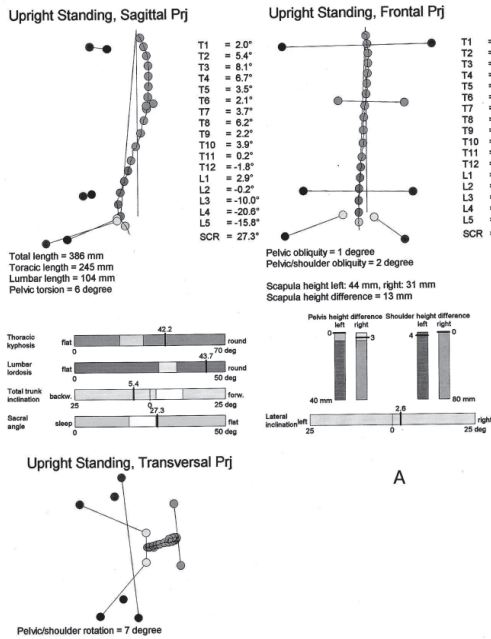 Upright Standing, Sagittal Prj
T1 = 2.0°
T2 = 5.4°
T3 = 8.1°
T4 = 6.7°
T5 = 3.5°
T6 = 2.1°
T7 = 3.7°
T8 = 6.2°
T9 = 2.2°
T10 = 3.9°
T11 = 0.2°
T12 = -1.8°
L1 = 2.9°
L2 = -0.2°
L3 = -10.0°
L4 = -20.6°
L5 = -15.8°
SCR = 27.3°
Total length = 386 mm
Toracic length = 245 mm
Lumbar length = 104 mm
Pelvic torsion = 6 degree
Upright Standing, Frontal Prj
T1 =
T2 =
T3 =
T4 =
T5 =
T6 =
T7 =
T8 =
T9 =
T10 =
T11 =
T12 =
L1 =
L2 =
L3 =
L4 =
L5 =
SCR =
Pelvic obliquity = 1 degree
Pelvic/shoulder obliquity = 2 degree
Scapula height left: 44 mm, right: 31 mm
Scapula height difference = 13 mm
Thoracic kyphosis flat 42.2 round
0 70 deg
Lumbar lordosis flat 43.7 round
0 50 deg
Total trunk inclination backw. 5.4 forw.
25 0 25 deg
Sacral angle sleep 27.3 flat
0 50 deg
Pelvis height difference Shoulder height difference
left right left right
0 3 4 0
40 mm 80 mm
Lateral inclination left 2.6 right
25 25 deg
A
Upright Standing, Transversal Prj
Pelvic/shoulder rotation = 7 degree